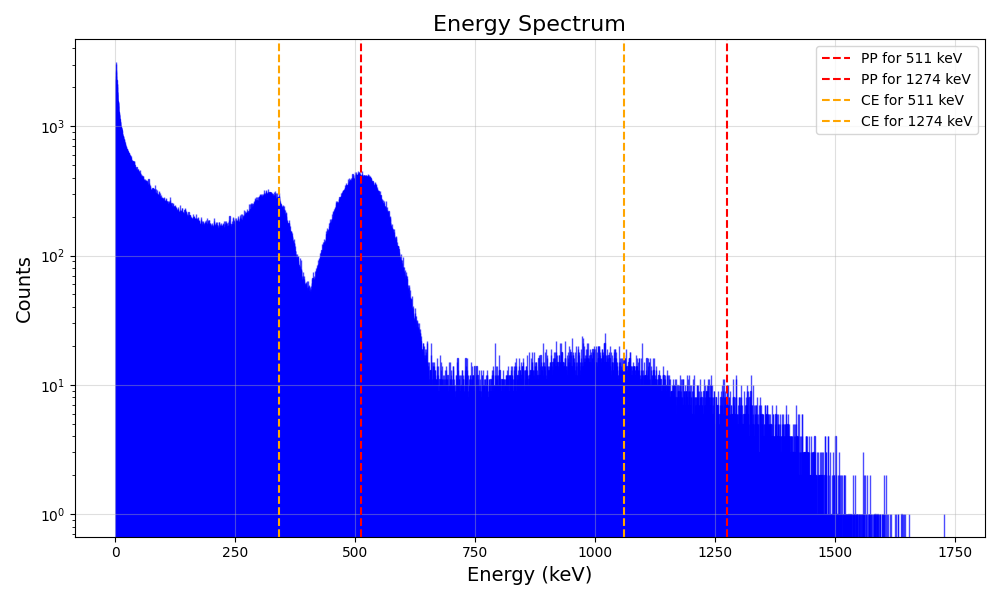 Energy Spectrum
PP for 511 keV
PP for 1274 keV
CE for 511 keV
CE for 1274 keV
Counts
10³
10²
10¹
10⁰
0 250 500 750 1000 1250 1500 1750
Energy (keV)